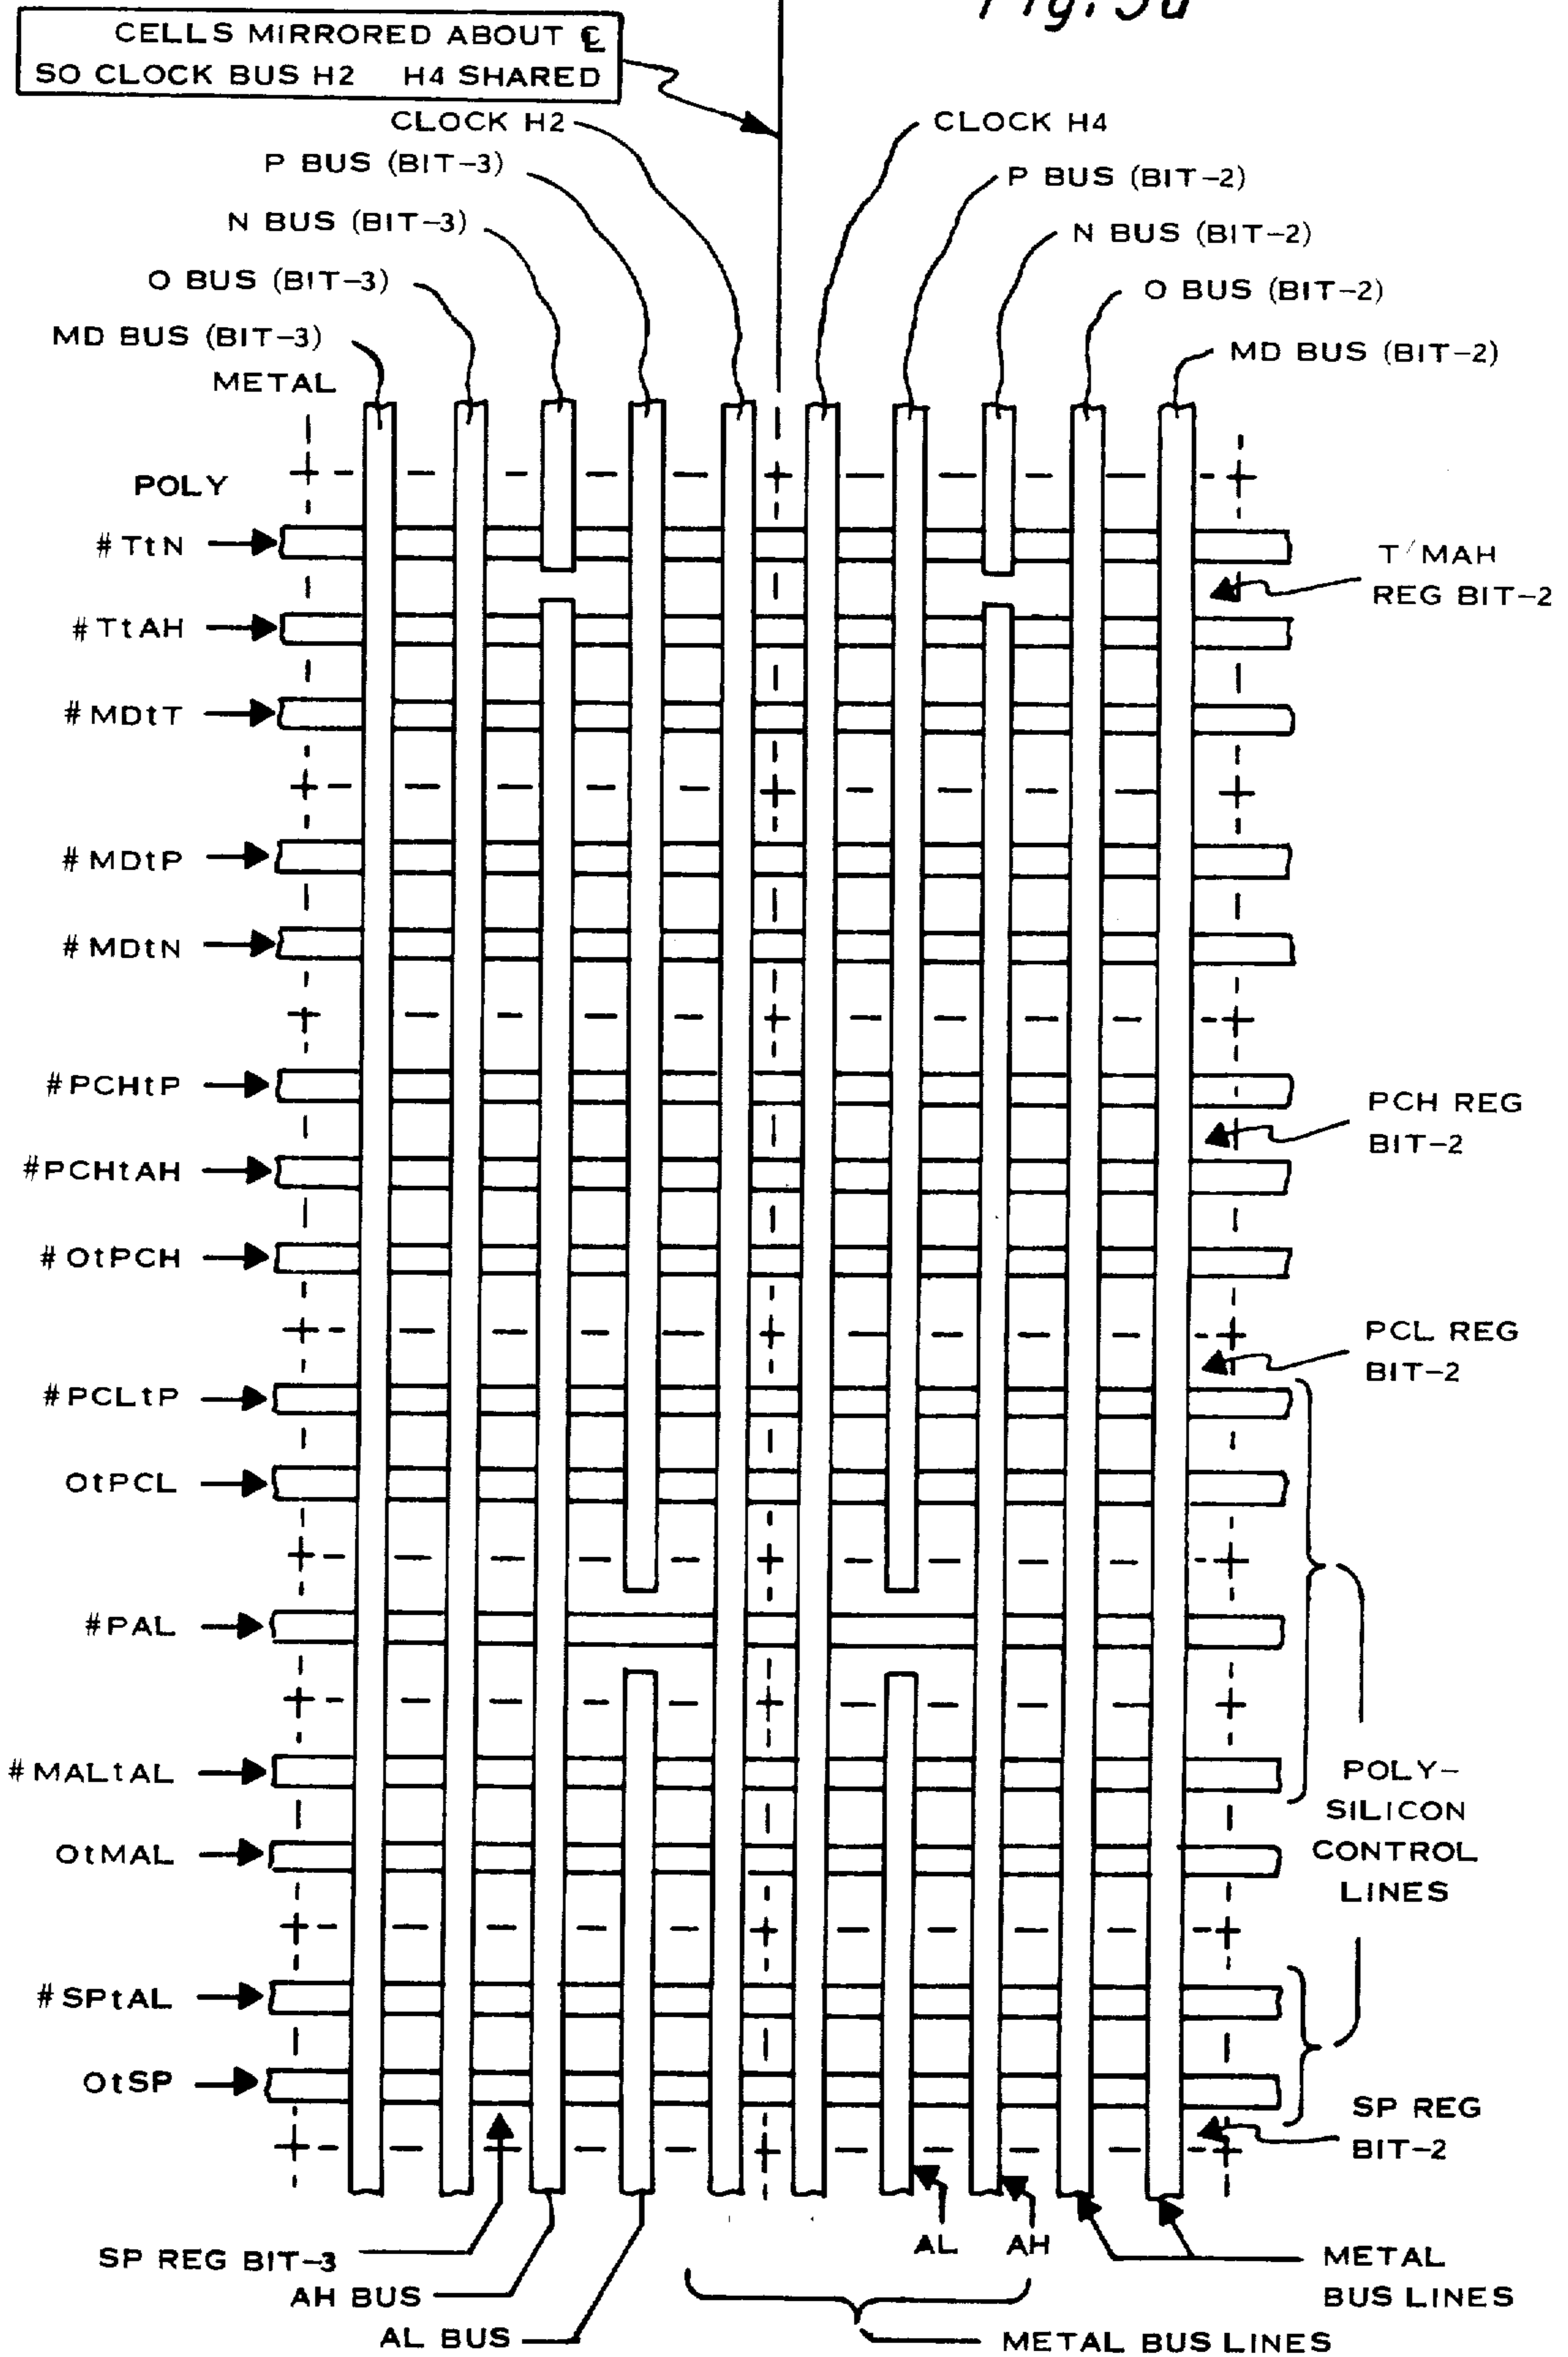 Fig. 5a
CELLS MIRRORED ABOUT ℄
SO CLOCK BUS H2 H4 SHARED
CLOCK H2
CLOCK H4
P BUS (BIT-3)
P BUS (BIT-2)
N BUS (BIT-3)
N BUS (BIT-2)
O BUS (BIT-3)
O BUS (BIT-2)
MD BUS (BIT-3)
MD BUS (BIT-2)
METAL
POLY
#TtN
T/MAH
REG BIT-2
#TtAH
#MDtT
#MDtP
#MDtN
#PCHtP
PCH REG
BIT-2
#PCHtAH
#OtPCH
PCL REG
BIT-2
#PCLtP
OtPCL
#PAL
#MALtAL
POLY-
SILICON
CONTROL
LINES
OtMAL
#SPtAL
OtSP
SP REG
BIT-2
AL
AH
SP REG BIT-3
METAL
BUS LINES
AH BUS
AL BUS
METAL BUS LINES